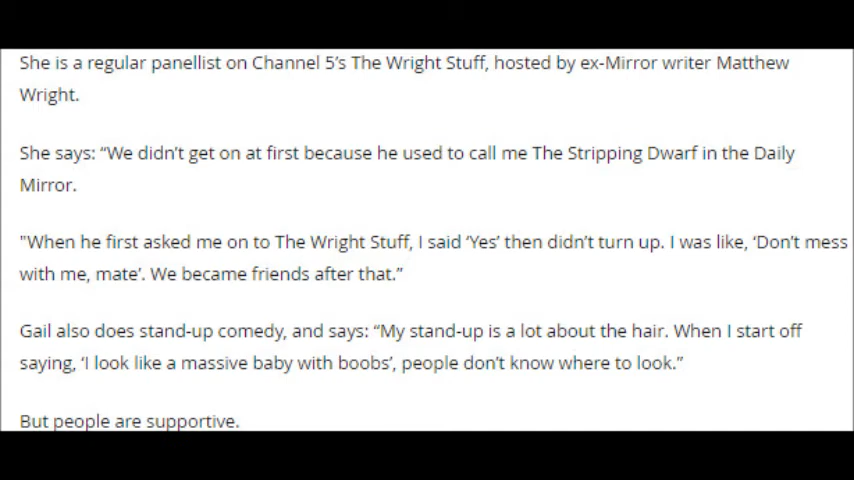 She is a regular panellist on Channel 5’s The Wright Stuff, hosted by ex-Mirror writer Matthew
Wright.
She says: “We didn’t get on at first because he used to call me The Stripping Dwarf in the Daily
Mirror.
"When he first asked me on to The Wright Stuff, I said ‘Yes’ then didn’t turn up. I was like, ‘Don’t mess
with me, mate’. We became friends after that.”
Gail also does stand-up comedy, and says: “My stand-up is a lot about the hair. When I start off
saying, ‘I look like a massive baby with boobs’, people don’t know where to look.”
But people are supportive.